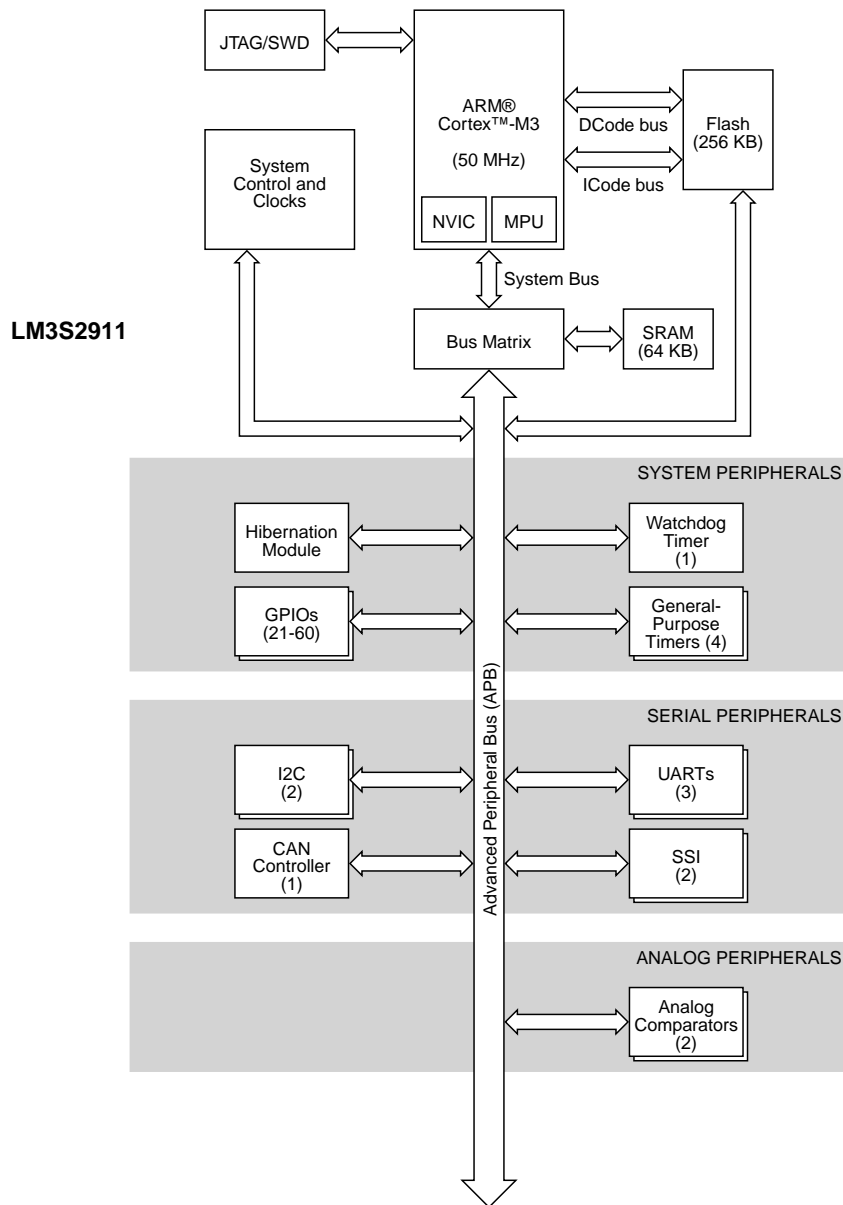 JTAG/SWD
ARM®
Cortex™-M3
(50 MHz)
NVIC
MPU
DCode bus
ICode bus
Flash
(256 KB)
System
Control and
Clocks
System Bus
LM3S2911
Bus Matrix
SRAM
(64 KB)
SYSTEM PERIPHERALS
Hibernation
Module
Watchdog
Timer
(1)
GPIOs
(21-60)
General-
Purpose
Timers (4)
Advanced Peripheral Bus (APB)
SERIAL PERIPHERALS
I2C
(2)
UARTs
(3)
CAN
Controller
(1)
SSI
(2)
ANALOG PERIPHERALS
Analog
Comparators
(2)